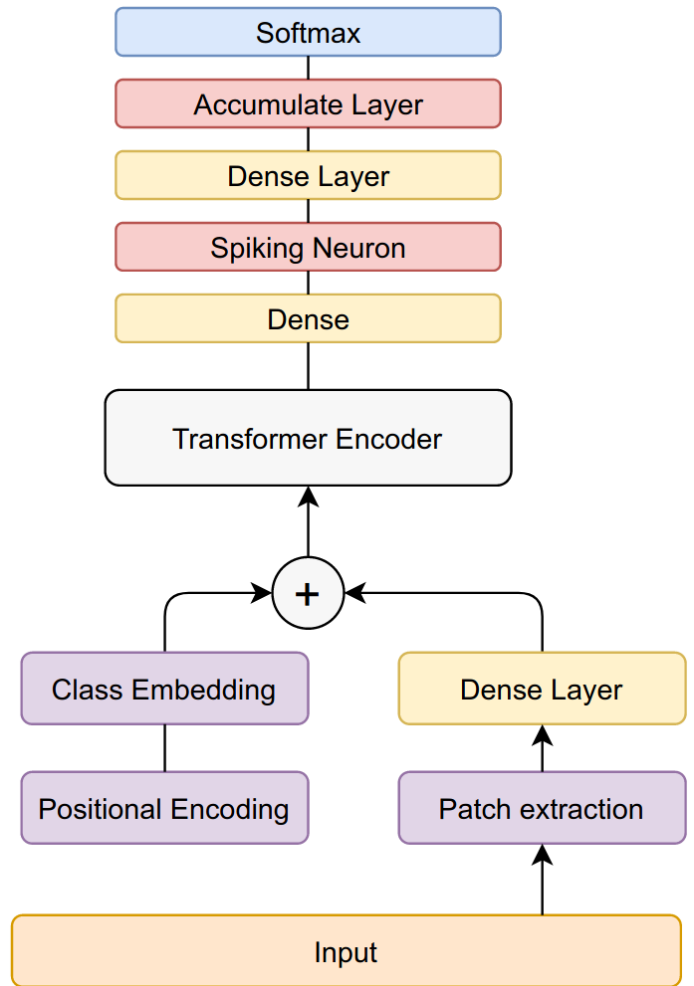 Softmax
Accumulate Layer
Dense Layer
Spiking Neuron
Dense
Transformer Encoder
+
Class Embedding
Dense Layer
Positional Encoding
Patch extraction
Input